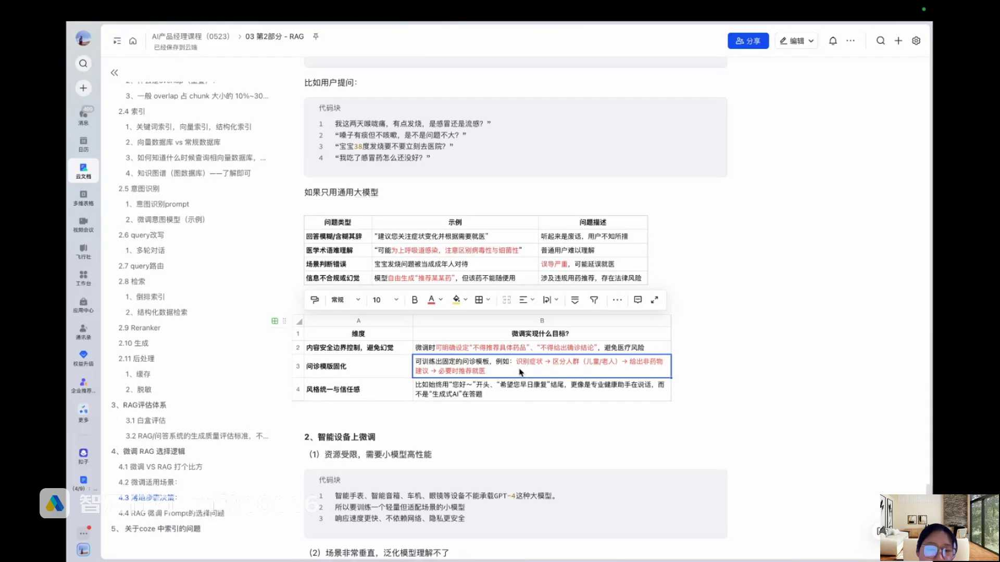 AI产品经理课程（0523） > 03 第2部分 - RAG
已经保存到云端
分享
编辑
消息
400
日历
云文档
多维表格
视频会议
飞行社
工作台
应用中心
通讯录
权益升级
企业推荐...
更多
扣子
(4/9) : ...
3、一般 overlap 占 chunk 大小的 10%~30...
2.4 索引
1、关键词索引，向量索引，结构化索引
2、向量数据库 vs 常规数据库
3、如何知道什么时候查询相向量数据库，...
4、知识图谱（图数据库）——了解即可
2.5 意图识别
1、意图识别prompt
2、微调意图模型（示例）
2.6 query改写
1、多轮对话
2.7 query路由
2.8 检索
1、倒排索引
2、结构化数据检索
2.9 Reranker
2.10 生成
2.11 后处理
1、缓存
2、脱敏
3、RAG评估体系
3.1 白盒评估
3.2 RAG/问答系统的生成质量评估标准，不...
4、微调 RAG 选择逻辑
4.1 微调 VS RAG 打个比方
4.2 微调适用场景：
4.4 RAG 微调 Prompt的选择问题
5、 关于coze 中索引的问题
比如用户提问：
代码块
1 我这两天喉咙痛，有点发烧，是感冒还是流感？”
2 “嗓子有痰但不咳嗽，是不是问题不大？”
3 “宝宝38度发烧要不要立刻去医院？”
4 “我吃了感冒药怎么还没好？”
如果只用通用大模型
问题类型 示例 问题描述
回答模糊/含糊其辞 “建议您关注症状变化并根据需要就医” 听起来是废话，用户不知所措
医学术语难理解 “可能为上呼吸道感染，注意区别病毒性与细菌性” 普通用户难以理解
场景判断错误 宝宝发烧问题被当成成年人对待 误导严重，可能延误就医
信息不合规或幻觉 模型自由生成“推荐某某药”，但该药不能随便用 涉及违规用药推荐，存在法律风险
常规 10 B A
A B
1 维度 微调实现什么目标？
2 内容安全边界控制，避免幻觉 微调时可明确设定“不得推荐具体药品”、“不得给出确诊结论”，避免医疗风险
3 问诊模版固化 可训练出固定的问诊模板，例如：识别症状 → 区分人群（儿童/老人）→ 给出非药物
建议 → 必要时推荐就医
4 风格统一与信任感 比如始终用“您好～”开头、“希望您早日康复”结尾，更像是专业健康助手在说话，而
不是“生成式AI”在答题
2、智能设备上微调
（1）资源受限，需要小模型高性能
代码块
1 智能手表、智能音箱、车机、眼镜等设备不能承载GPT-4这种大模型。
2 所以要训练一个轻量但适配场景的小模型
3 响应速度更快、不依赖网络、隐私更安全
（2）场景非常垂直，泛化模型理解不了